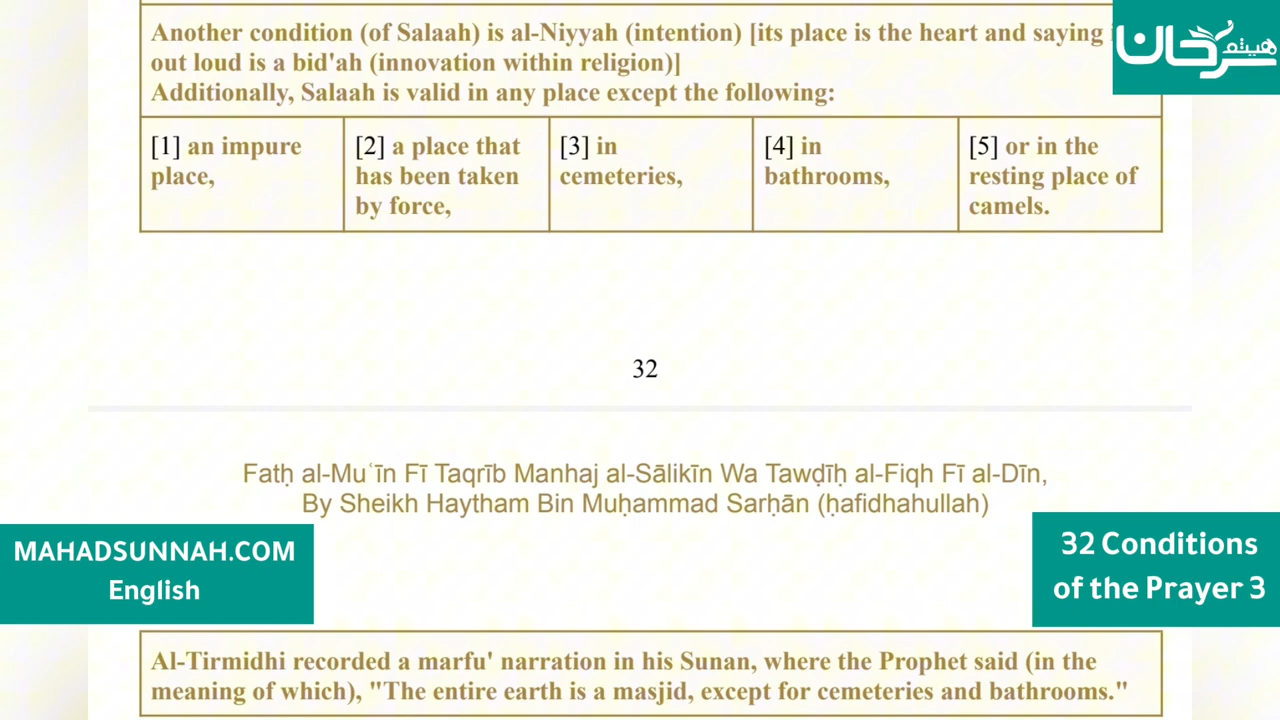 Another condition (of Salaah) is al-Niyyah (intention) [its place is the heart and saying
out loud is a bid'ah (innovation within religion)]
Additionally, Salaah is valid in any place except the following:
[1] an impure
place,
[2] a place that
has been taken
by force,
[3] in
cemeteries,
[4] in
bathrooms,
[5] or in the
resting place of
camels.
هيثم
سرحان
32
Fatḥ al-Muʿīn Fī Taqrīb Manhaj al-Sālikīn Wa Tawḍīḥ al-Fiqh Fī al-Dīn,
By Sheikh Haytham Bin Muḥammad Sarḥān (ḥafidhahullah)
MAHADSUNNAH.COM
English
32 Conditions
of the Prayer 3
Al-Tirmidhi recorded a marfu' narration in his Sunan, where the Prophet said (in the
meaning of which), "The entire earth is a masjid, except for cemeteries and bathrooms."